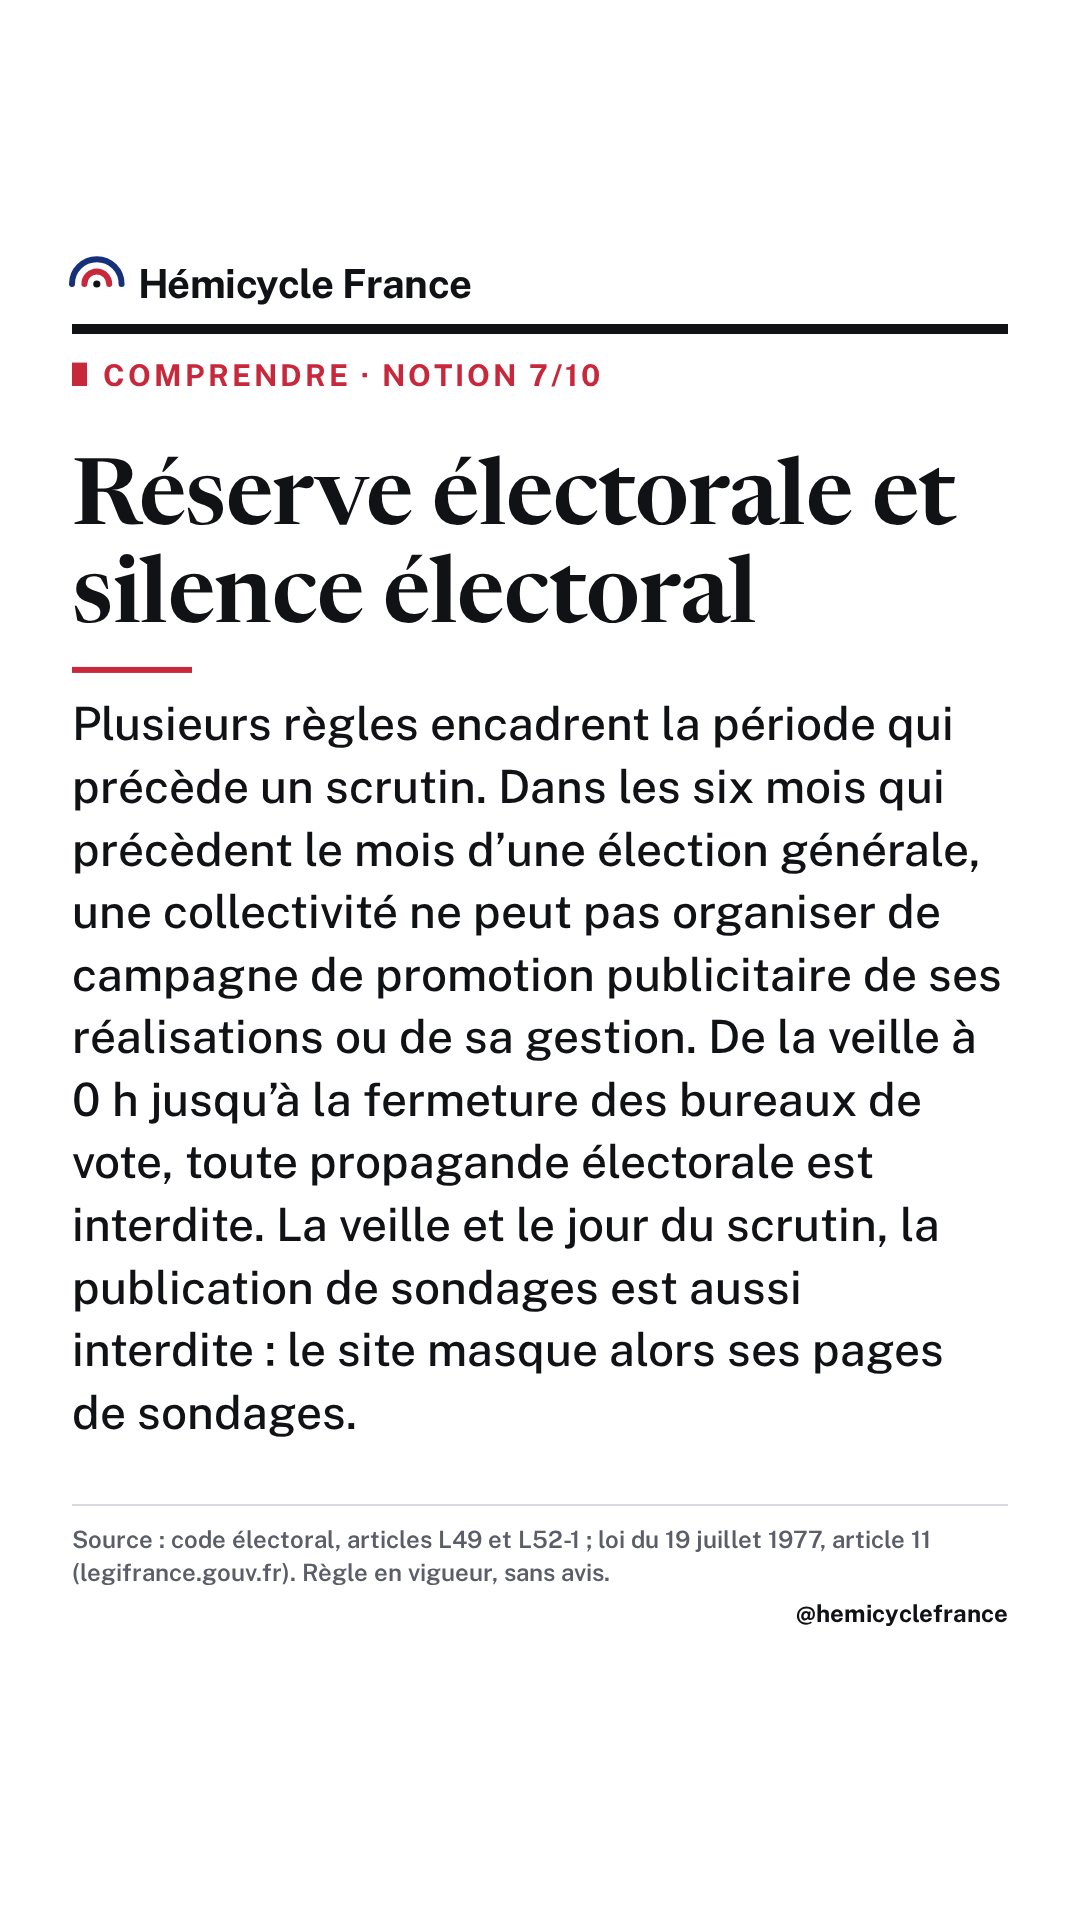 Hémicycle France
COMPRENDRE · NOTION 7/10
Réserve électorale et
silence électoral
Plusieurs règles encadrent la période qui
précède un scrutin. Dans les six mois qui
précèdent le mois d’une élection générale,
une collectivité ne peut pas organiser de
campagne de promotion publicitaire de ses
réalisations ou de sa gestion. De la veille à
0 h jusqu’à la fermeture des bureaux de
vote, toute propagande électorale est
interdite. La veille et le jour du scrutin, la
publication de sondages est aussi
interdite : le site masque alors ses pages
de sondages.
Source : code électoral, articles L49 et L52-1 ; loi du 19 juillet 1977, article 11
(legifrance.gouv.fr). Règle en vigueur, sans avis.
@hemicyclefrance